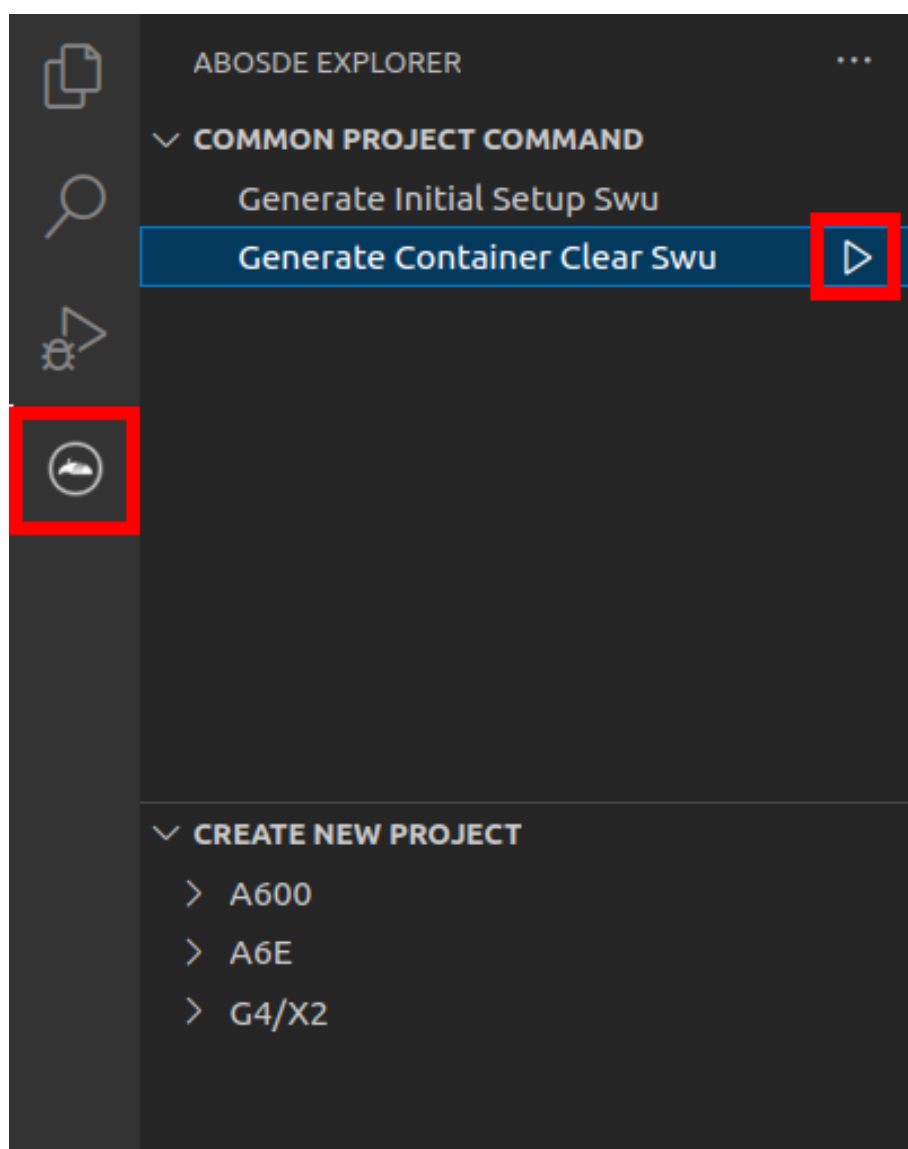 ABOSDE EXPLORER
COMMON PROJECT COMMAND
Generate Initial Setup Swu
Generate Container Clear Swu
CREATE NEW PROJECT
A600
A6E
G4/X2